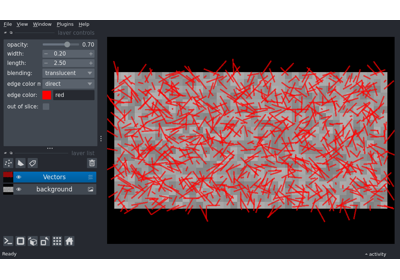 File View Window Plugins Help
layer controls
opacity: 0.70
width: 0.20
length: 2.50
blending: translucent
edge color m direct
edge color: red
out of slice:
layer list
Vectors
background
Ready
activity